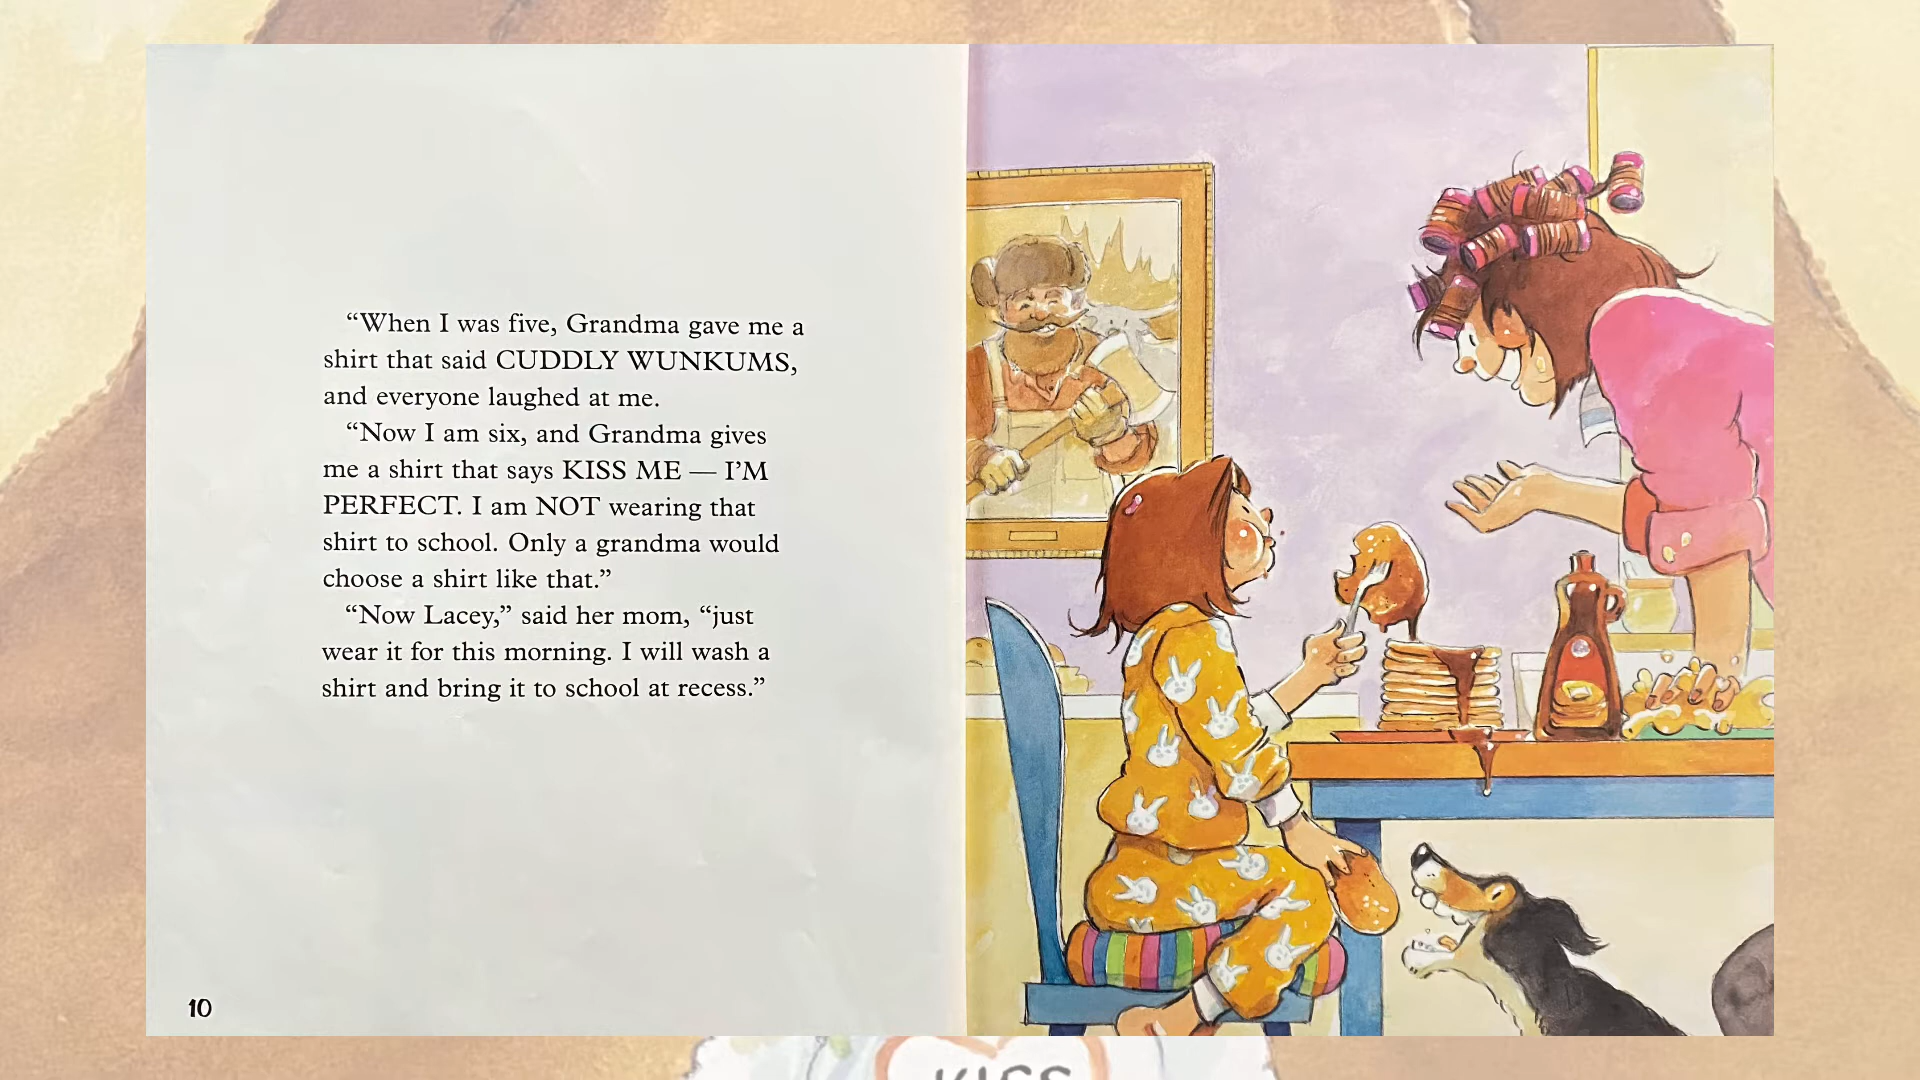 “When I was five, Grandma gave me a
shirt that said CUDDLY WUNKUMS,
and everyone laughed at me.
“Now I am six, and Grandma gives
me a shirt that says KISS ME — I’M
PERFECT. I am NOT wearing that
shirt to school. Only a grandma would
choose a shirt like that.”
“Now Lacey,” said her mom, “just
wear it for this morning. I will wash a
shirt and bring it to school at recess.”
10
KISS